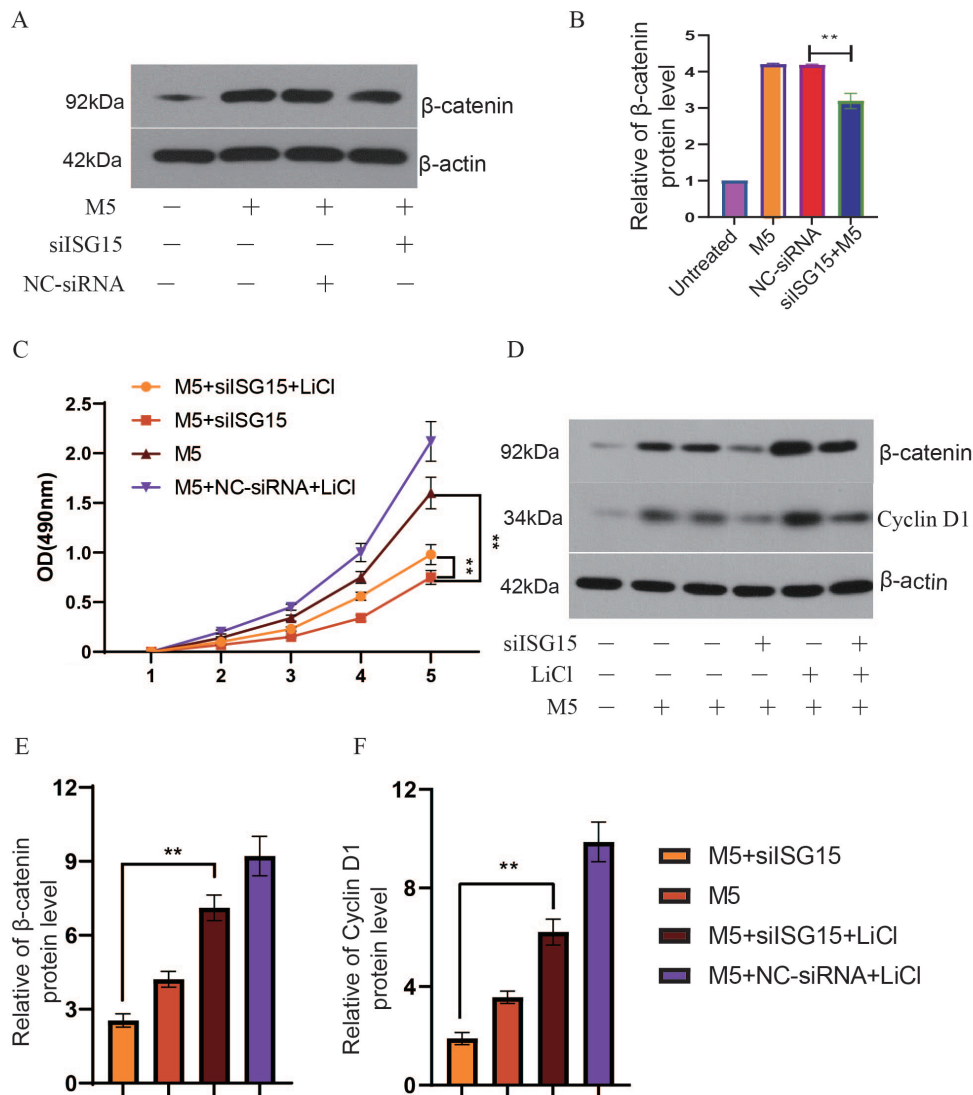 A
92kDa
β-catenin
42kDa
β-actin
M5 — + + +
siISG15 — — — +
NC-siRNA — — + —
B
Relative of β-catenin
protein level
5
4
3
2
1
0
**
Untreated
M5
NC-siRNA
siISG15+M5
C
M5+siISG15+LiCl
M5+siISG15
M5
M5+NC-siRNA+LiCl
OD(490nm)
2.5
2.0
1.5
1.0
0.5
0
1 2 3 4 5
**
**
D
92kDa
β-catenin
34kDa
Cyclin D1
42kDa
β-actin
siISG15 — — — + — +
LiCl — — — — + +
M5 — + + + + +
E
Relative of β-catenin
protein level
12
9
6
3
0
**
F
Relative of Cyclin D1
protein level
12
8
4
0
**
M5+siISG15
M5
M5+siISG15+LiCl
M5+NC-siRNA+LiCl